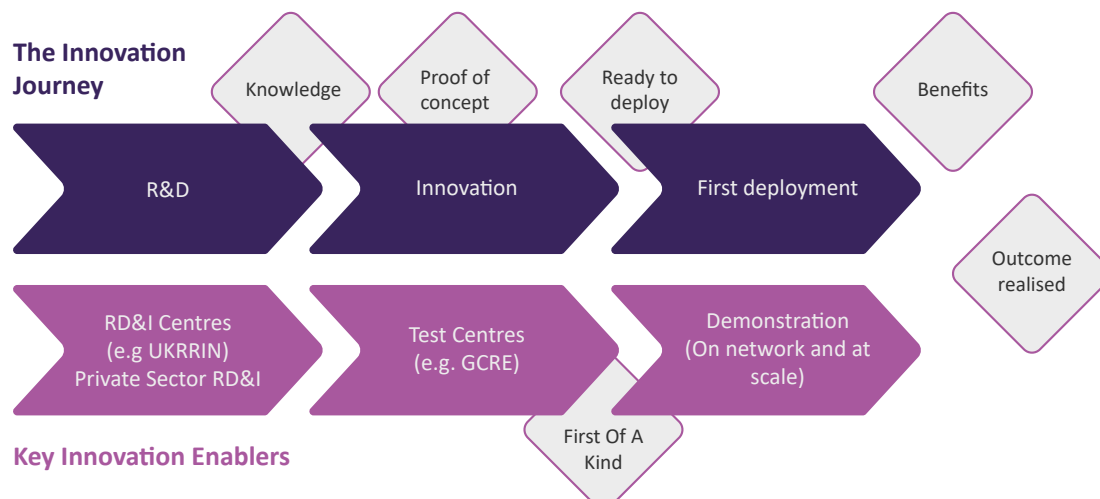 The Innovation
Journey
Knowledge
Proof of
concept
Ready to
deploy
Benefits
R&D
Innovation
First deployment
Outcome
realised
RD&I Centres
(e.g UKRRIN)
Private Sector RD&I
Test Centres
(e.g. GCRE)
Demonstration
(On network and at
scale)
First Of A
Kind
Key Innovation Enablers